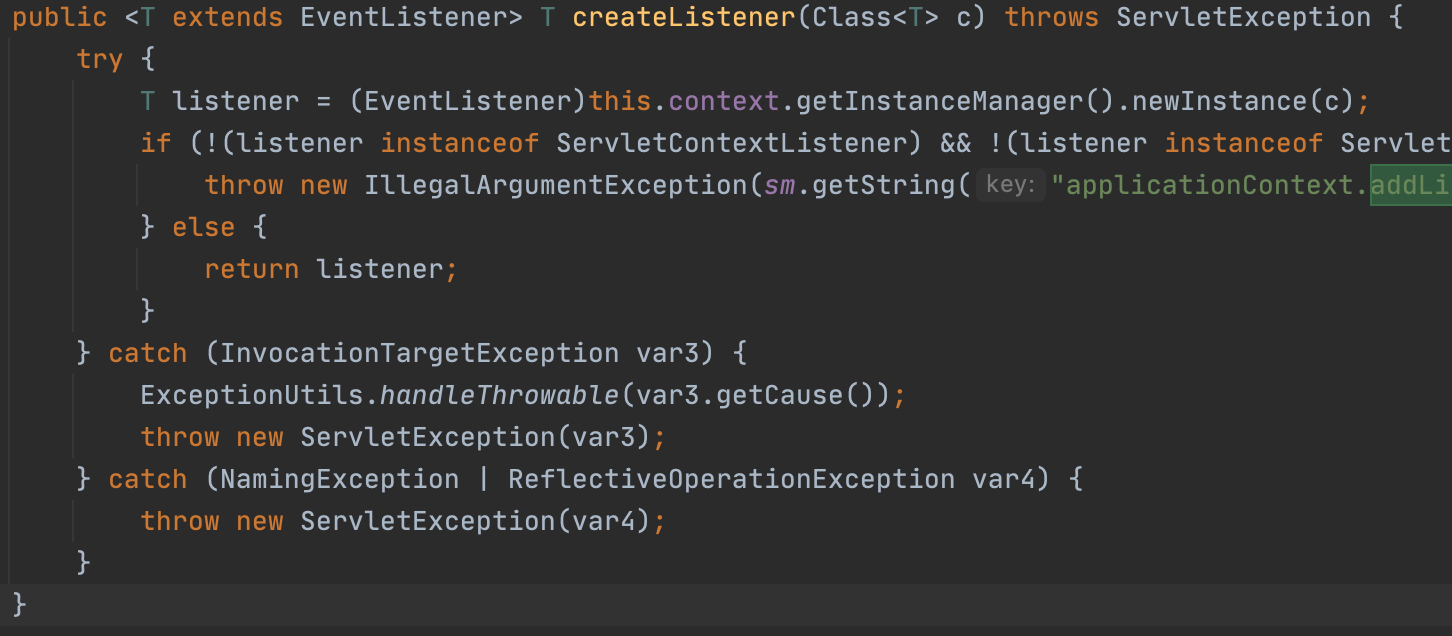 public <T extends EventListener> T createListener(Class<T> c) throws ServletException {
    try {
        T listener = (EventListener)this.context.getInstanceManager().newInstance(c);
        if (!(listener instanceof ServletContextListener) && !(listener instanceof Servlet
            throw new IllegalArgumentException(sm.getString( key: "applicationContext.addLi
        } else {
            return listener;
        }
    } catch (InvocationTargetException var3) {
        ExceptionUtils.handleThrowable(var3.getCause());
        throw new ServletException(var3);
    } catch (NamingException | ReflectiveOperationException var4) {
        throw new ServletException(var4);
    }
}